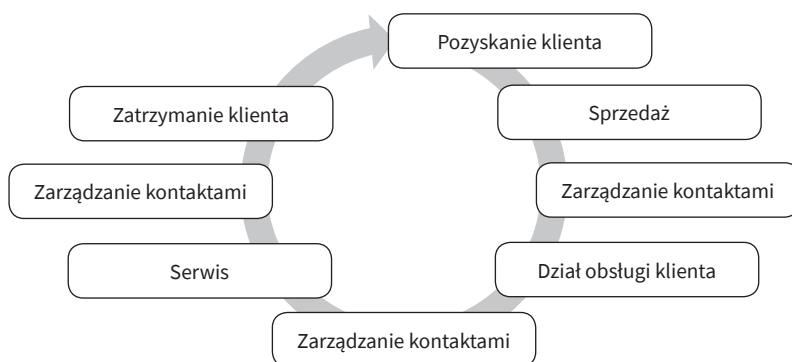 Pozyskanie klienta
Sprzedaż
Zarządzanie kontaktami
Dział obsługi klienta
Zarządzanie kontaktami
Serwis
Zarządzanie kontaktami
Zatrzymanie klienta